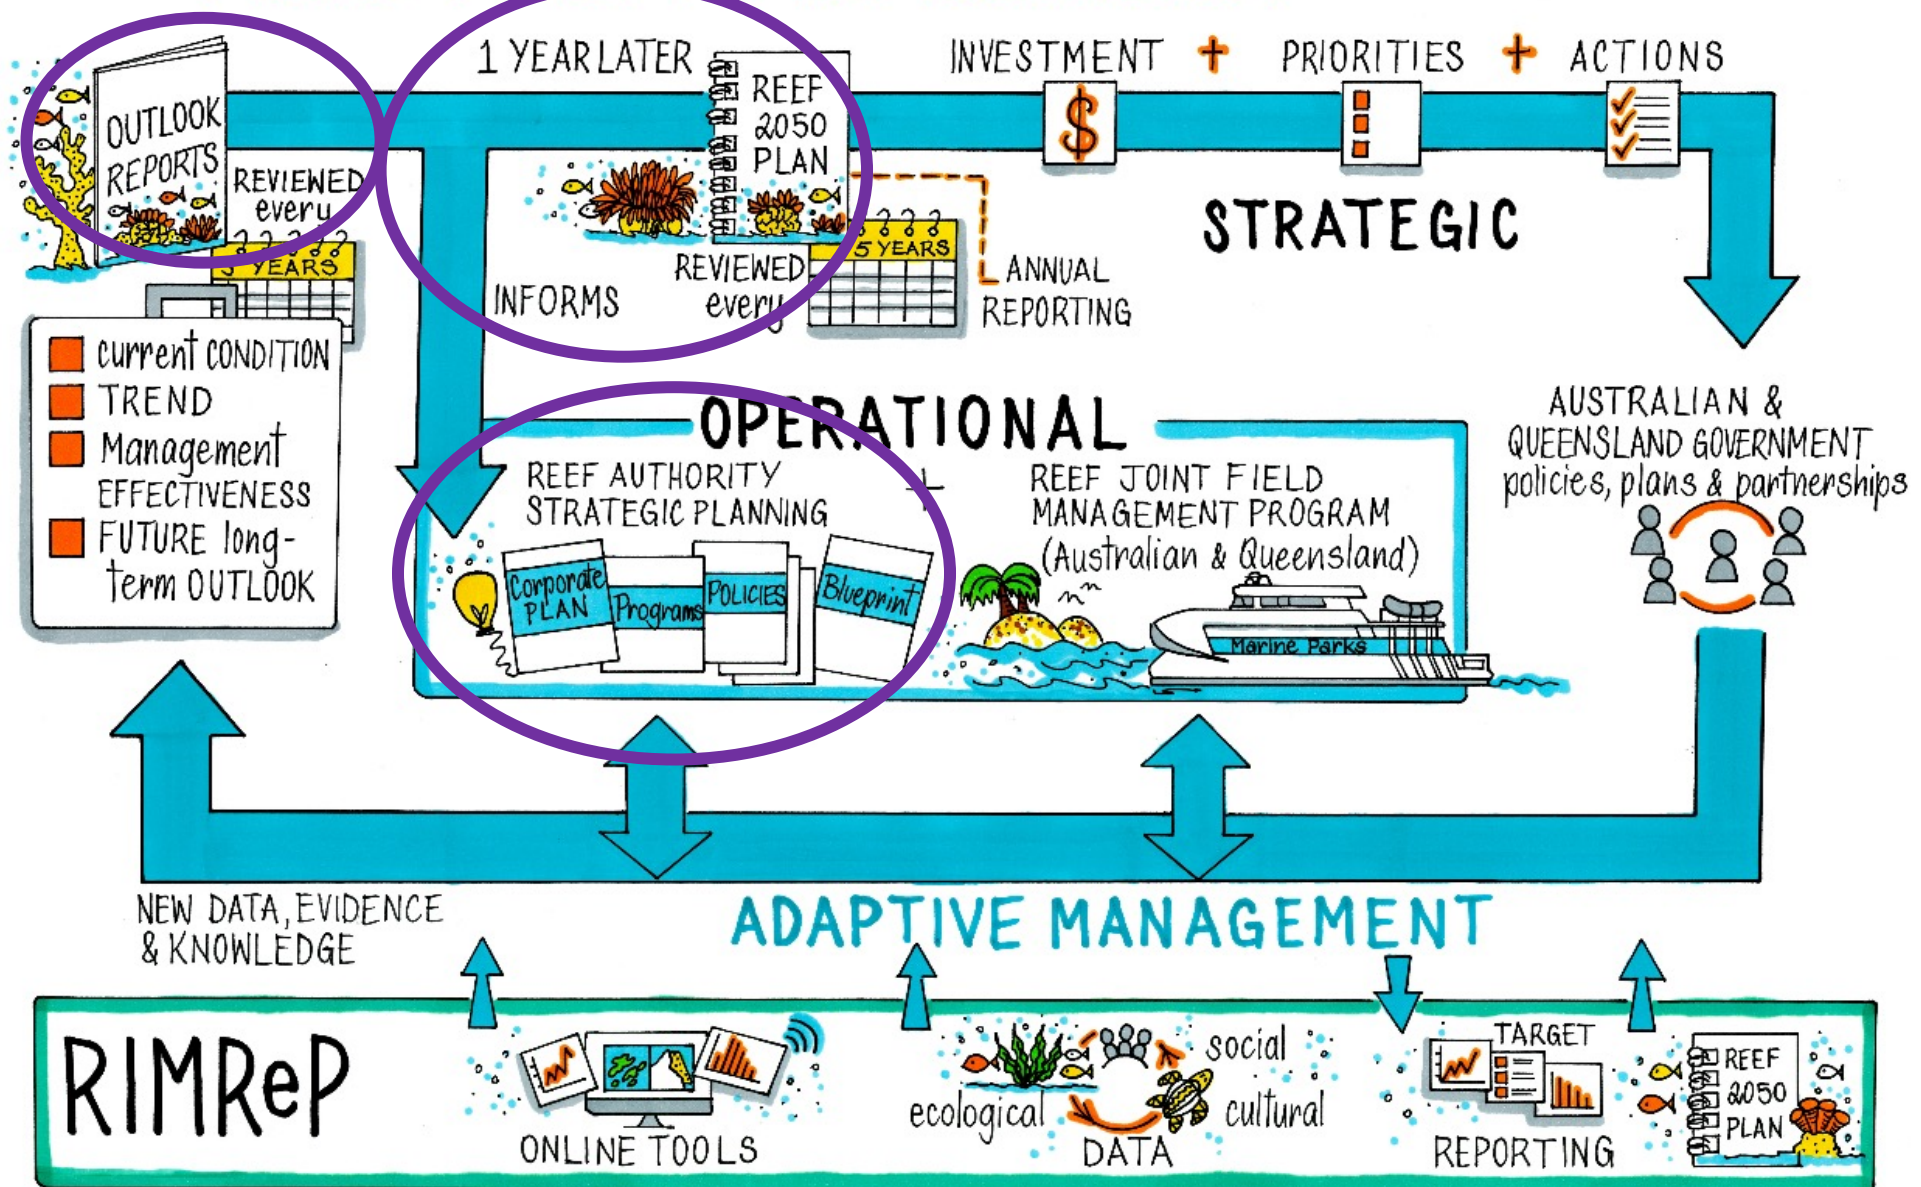 OUTLOOK
REPORTS
REVIEWED
every
5 YEARS
current CONDITION
TREND
Management
EFFECTIVENESS
FUTURE long-
term OUTLOOK
1 YEAR LATER
REEF
2050
PLAN
INFORMS
REVIEWED
every
5 YEARS
ANNUAL
REPORTING
INVESTMENT + PRIORITIES + ACTIONS
$
STRATEGIC
AUSTRALIAN &
QUEENSLAND GOVERNMENT
policies, plans & partnerships
OPERATIONAL
REEF AUTHORITY
STRATEGIC PLANNING
+
Corporate
PLAN
Programs
POLICIES
Blueprint
REEF JOINT FIELD
MANAGEMENT PROGRAM
(Australian & Queensland)
Marine Parks
NEW DATA, EVIDENCE
& KNOWLEDGE
ADAPTIVE MANAGEMENT
RIMReP
ONLINE TOOLS
ecological
social
cultural
DATA
TARGET
REPORTING
REEF
2050
PLAN